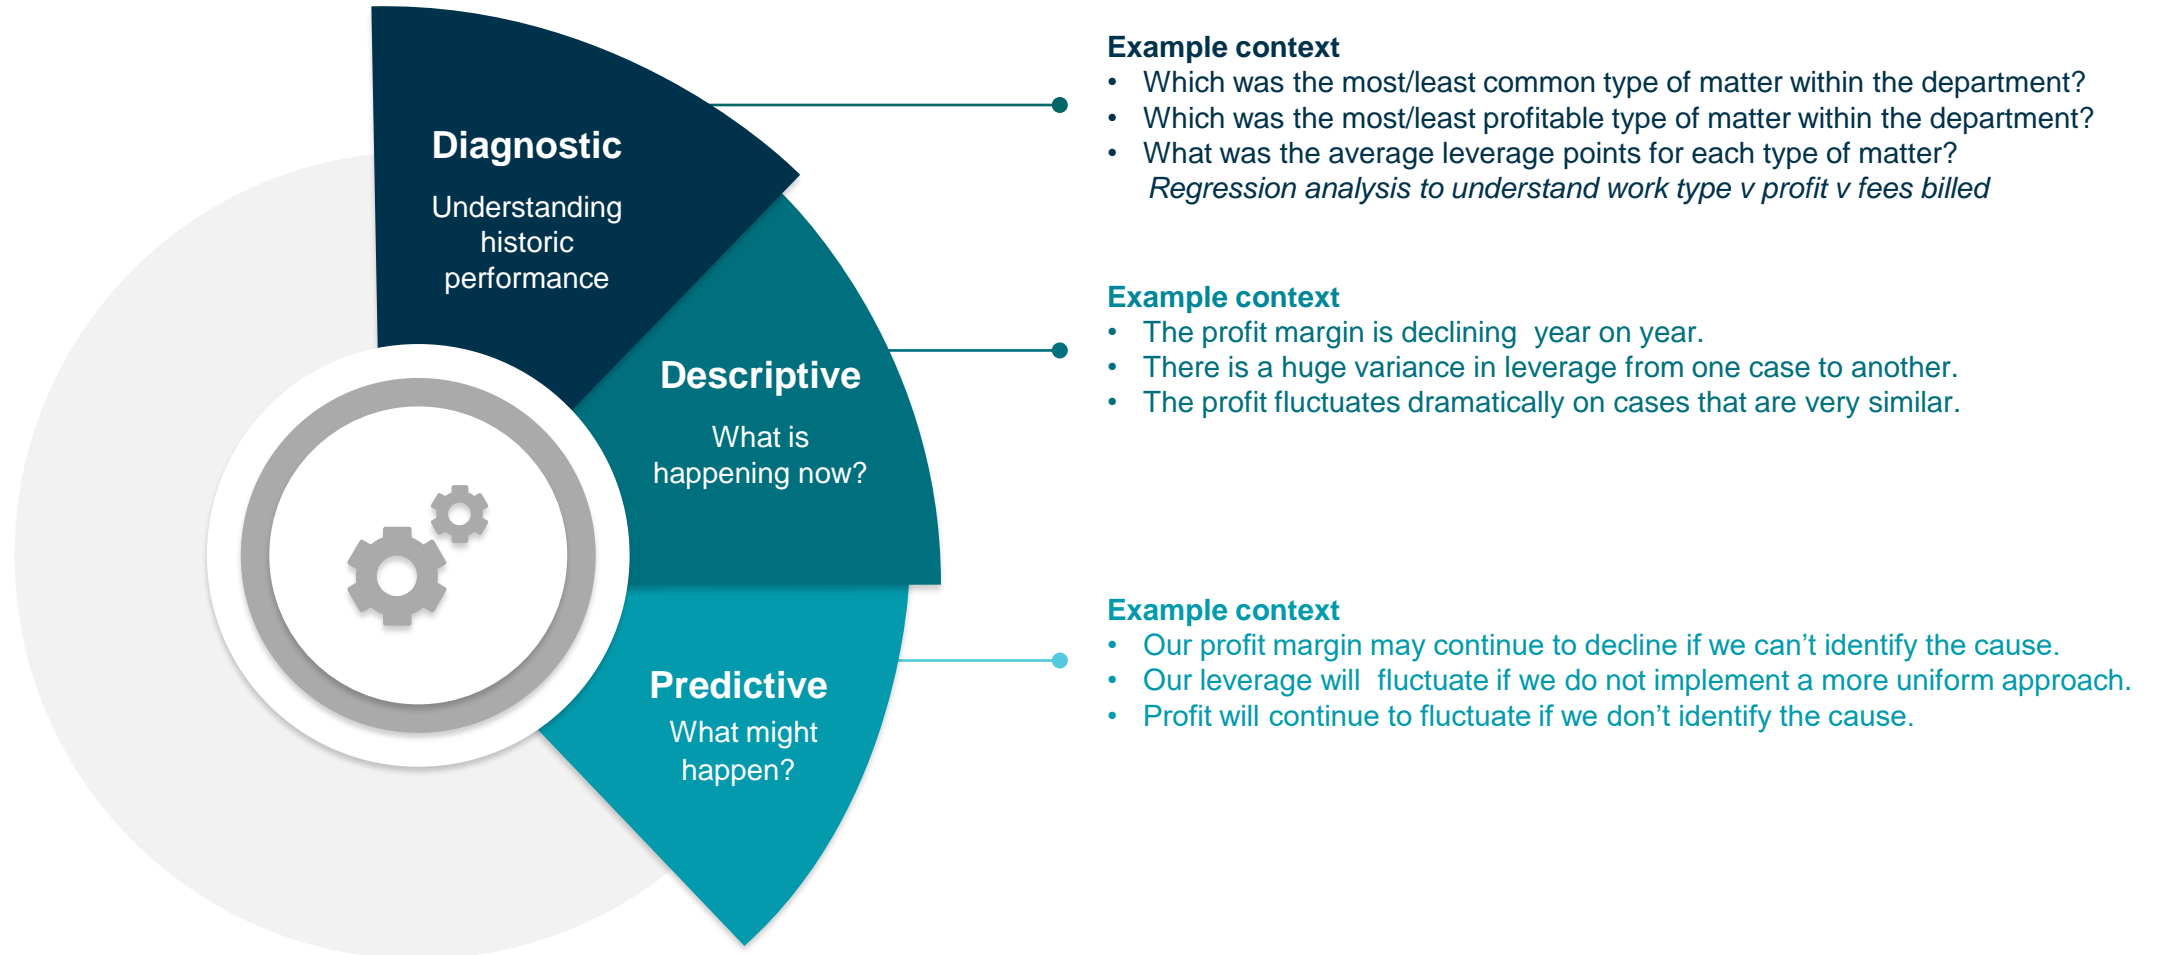 Diagnostic
Understanding
historic
performance
Example context
• Which was the most/least common type of matter within the department?
• Which was the most/least profitable type of matter within the department?
• What was the average leverage points for each type of matter?
Regression analysis to understand work type v profit v fees billed
Descriptive
What is
happening now?
Example context
• The profit margin is declining  year on year.
• There is a huge variance in leverage from one case to another.
• The profit fluctuates dramatically on cases that are very similar.
Predictive
What might
happen?
Example context
• Our profit margin may continue to decline if we can’t identify the cause.
• Our leverage will  fluctuate if we do not implement a more uniform approach.
• Profit will continue to fluctuate if we don’t identify the cause.